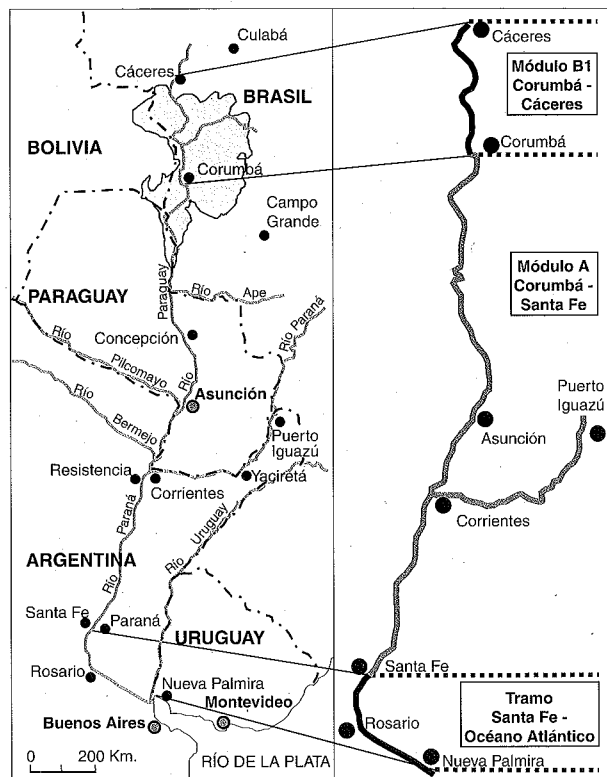 Culabá
Cáceres
BRASIL
BOLIVIA
Corumbá
Campo
Grande
Paraguay
Río
Ape
Río Paraná
PARAGUAY
Río
Pilcomayo
Concepción
Río
Río
Bermejo
Asunción
Puerto
Iguazú
Resistencia
Corrientes
Yaciretá
Paraná
Río
Uruguay
Río
ARGENTINA
Santa Fe
Paraná
URUGUAY
Rosario
Nueva Palmira
Montevideo
Buenos Aires
0 200 Km.
RÍO DE LA PLATA
Cáceres
Módulo B1
Corumbá -
Cáceres
Corumbá
Módulo A
Corumbá -
Santa Fe
Puerto
Iguazú
Asunción
Corrientes
Santa Fe
Tramo
Santa Fe -
Océano Atlántico
Rosario
Nueva Palmira